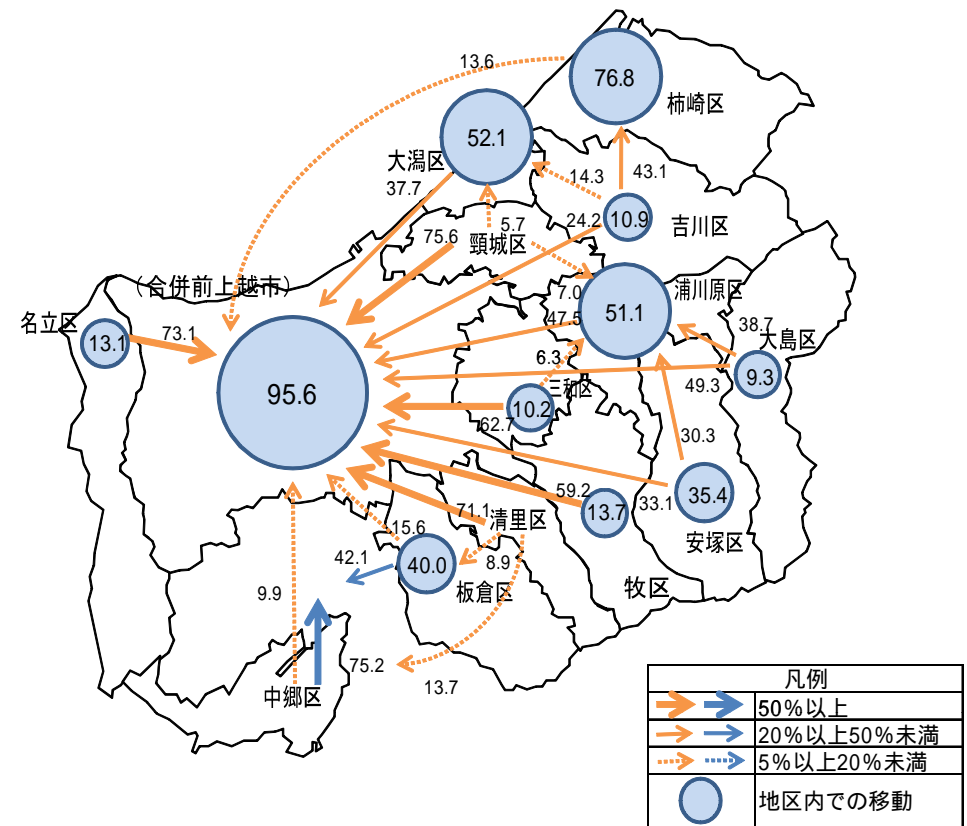 13.6
76.8
柿崎区
52.1
大潟区
37.7
14.3
43.1
10.9
吉川区
24.2
5.7
75.6
頸城区
(合併前上越市)
名立区
13.1
73.1
7.0
浦川原区
51.1
47.5
38.7
大島区
6.3
9.3
49.3
95.6
三和区
10.2
62.7
30.3
59.2
33.1
35.4
13.7
安塚区
71.1
清里区
15.6
42.1
40.0
8.9
板倉区
牧区
9.9
75.2
13.7
中郷区
凡例
50%以上
20%以上50%未満
5%以上20%未満
地区内での移動